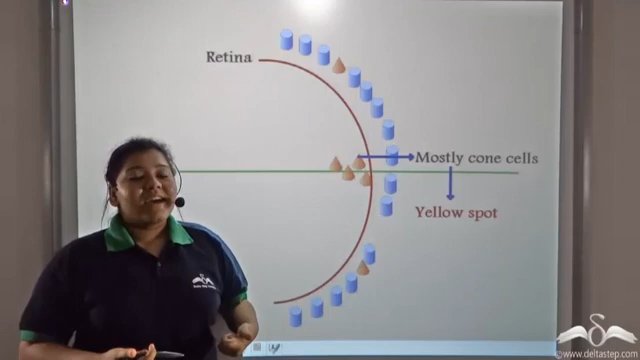 Retina
Mostly cone cells
Yellow spot
©www.deltastep.com